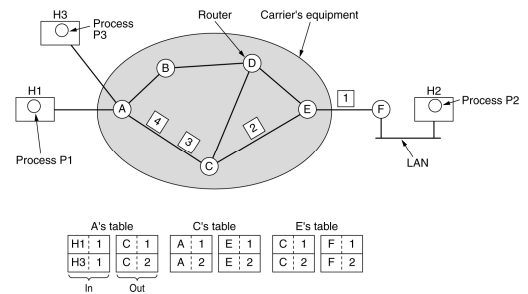 H3
Process
P3
Router
Carrier's equipment
B
D
H1
A
E
1
F
H2
Process P2
4
3
2
C
Process P1
LAN
A's table
C's table
E's table
H1 1 C 1 A 1 E 1 C 1 F 1
H3 1 C 2 A 2 E 2 C 2 F 2
In
Out